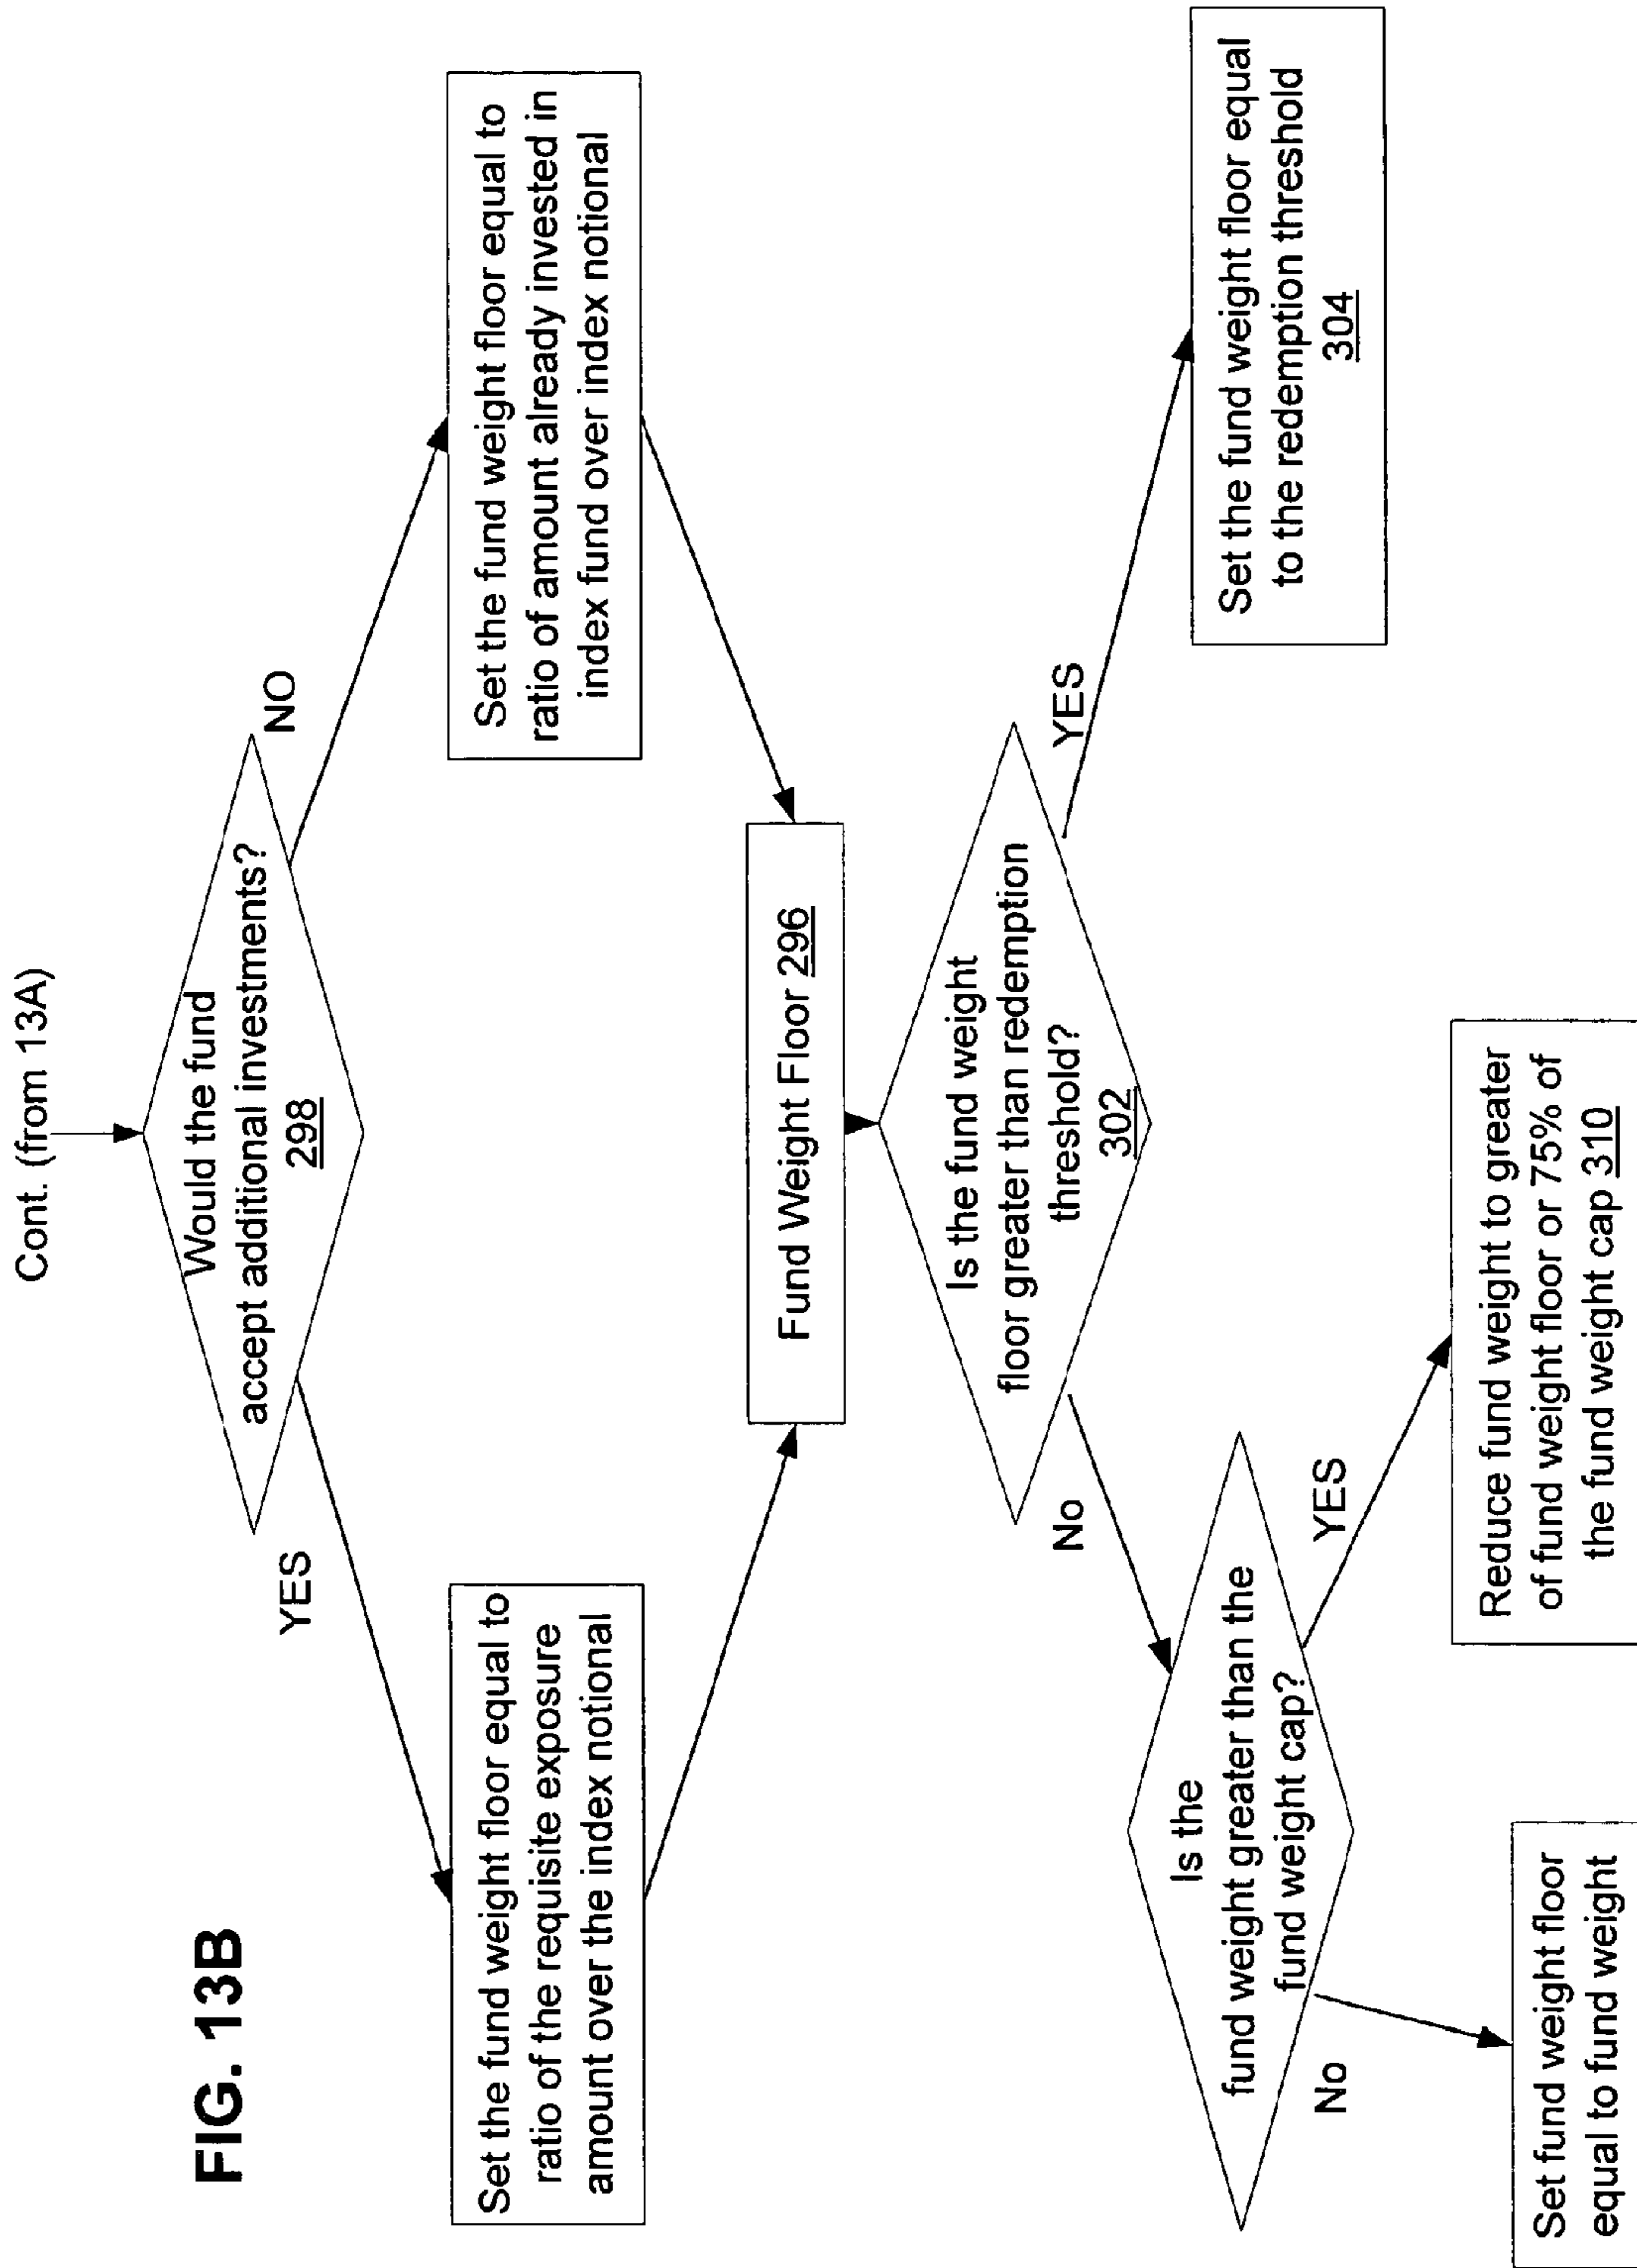 FIG. 13B
Cont. (from 13A)
Would the fund
accept additional investments?
298
YES
NO
Set the fund weight floor equal to
ratio of the requisite exposure
amount over the index notional
Set the fund weight floor equal to
ratio of amount already invested in
index fund over index notional
Fund Weight Floor 296
Is the fund weight
floor greater than redemption
threshold?
302
No
YES
Is the
fund weight greater than the
fund weight cap?
Set the fund weight floor equal
to the redemption threshold
304
No
YES
Set fund weight floor
equal to fund weight
Reduce fund weight to greater
of fund weight floor or 75% of
the fund weight cap 310